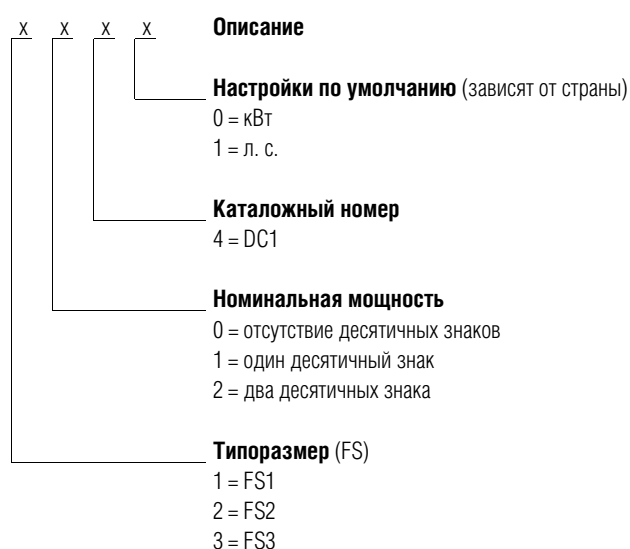 x x x x Описание
Настройки по умолчанию (зависят от страны)
0 = кВт
1 = л. с.
Каталожный номер
4 = DC1
Номинальная мощность
0 = отсутствие десятичных знаков
1 = один десятичный знак
2 = два десятичных знака
Типоразмер (FS)
1 = FS1
2 = FS2
3 = FS3